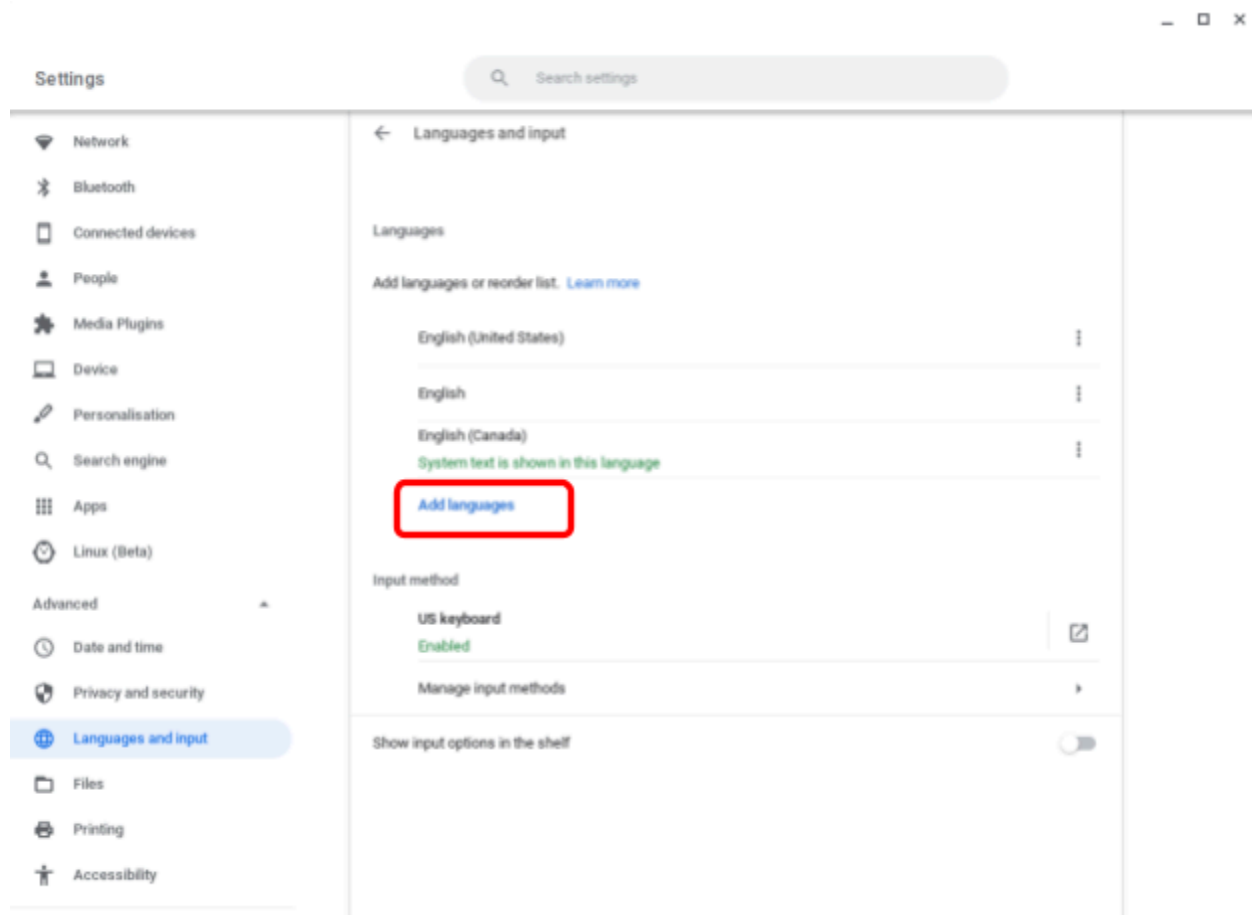 Settings
Search settings
Network
Bluetooth
Connected devices
People
Media Plugins
Device
Personalisation
Search engine
Apps
Linux (Beta)
Advanced
Date and time
Privacy and security
Languages and input
Files
Printing
Accessibility
Languages and input
Languages
Add languages or reorder list. Learn more
English (United States)
English
English (Canada)
System text is shown in this language
Add languages
Input method
US keyboard
Enabled
Manage input methods
Show input options in the shelf